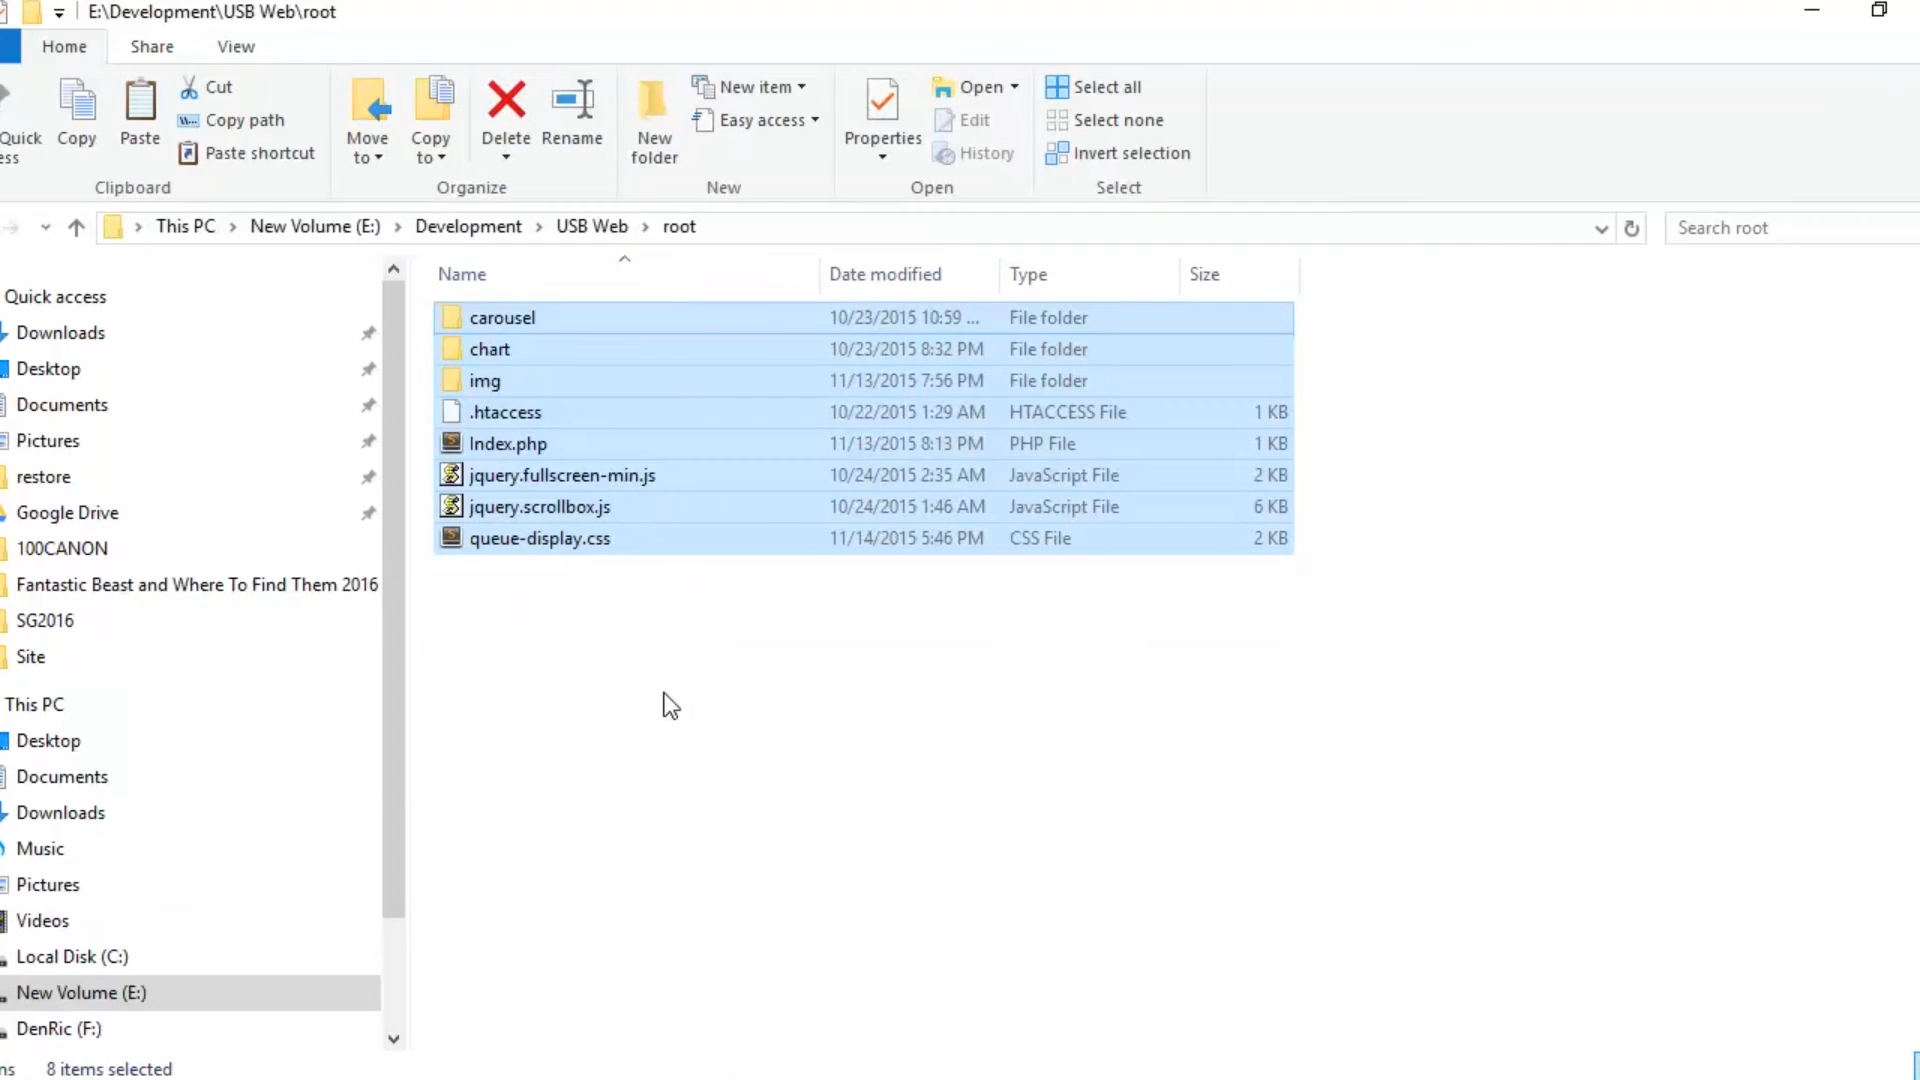 E:\Development\USB Web\root
Home Share View
Cut
Copy path
Paste shortcut
Quick
ess
Copy
Paste
Clipboard
Move to
Copy to
Delete
Rename
Organize
New folder
New item
Easy access
New
Properties
Open
Edit
History
Open
Select all
Select none
Invert selection
Select
This PC > New Volume (E:) > Development > USB Web > root
Search root
Name Date modified Type Size
carousel 10/23/2015 10:59 ... File folder
chart 10/23/2015 8:32 PM File folder
img 11/13/2015 7:56 PM File folder
.htaccess 10/22/2015 1:29 AM HTACCESS File 1 KB
Index.php 11/13/2015 8:13 PM PHP File 1 KB
jquery.fullscreen-min.js 10/24/2015 2:35 AM JavaScript File 2 KB
jquery.scrollbox.js 10/24/2015 1:46 AM JavaScript File 6 KB
queue-display.css 11/14/2015 5:46 PM CSS File 2 KB
Quick access
Downloads
Desktop
Documents
Pictures
restore
Google Drive
100CANON
Fantastic Beast and Where To Find Them 2016
SG2016
Site
This PC
Desktop
Documents
Downloads
Music
Pictures
Videos
Local Disk (C:)
New Volume (E:)
DenRic (F:)
ns 8 items selected